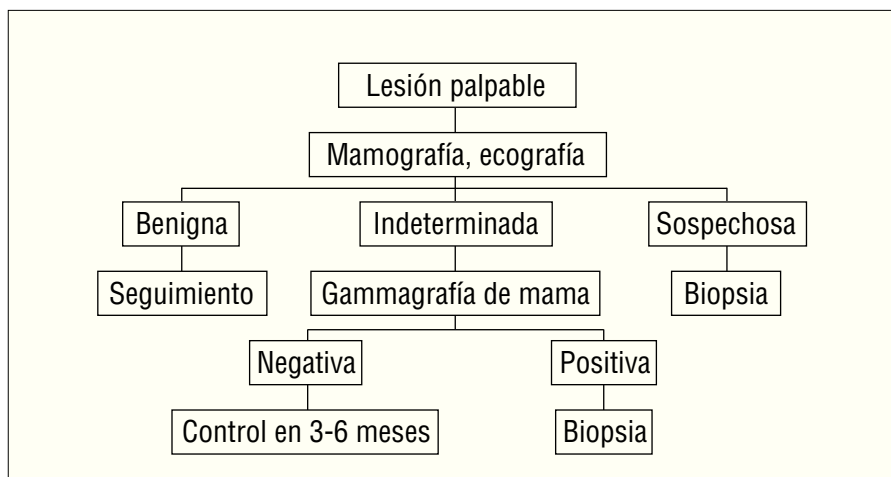 Lesión palpable
Mamografía, ecografía
Benigna
Indeterminada
Sospechosa
Seguimiento
Gammagrafía de mama
Biopsia
Negativa
Positiva
Control en 3-6 meses
Biopsia